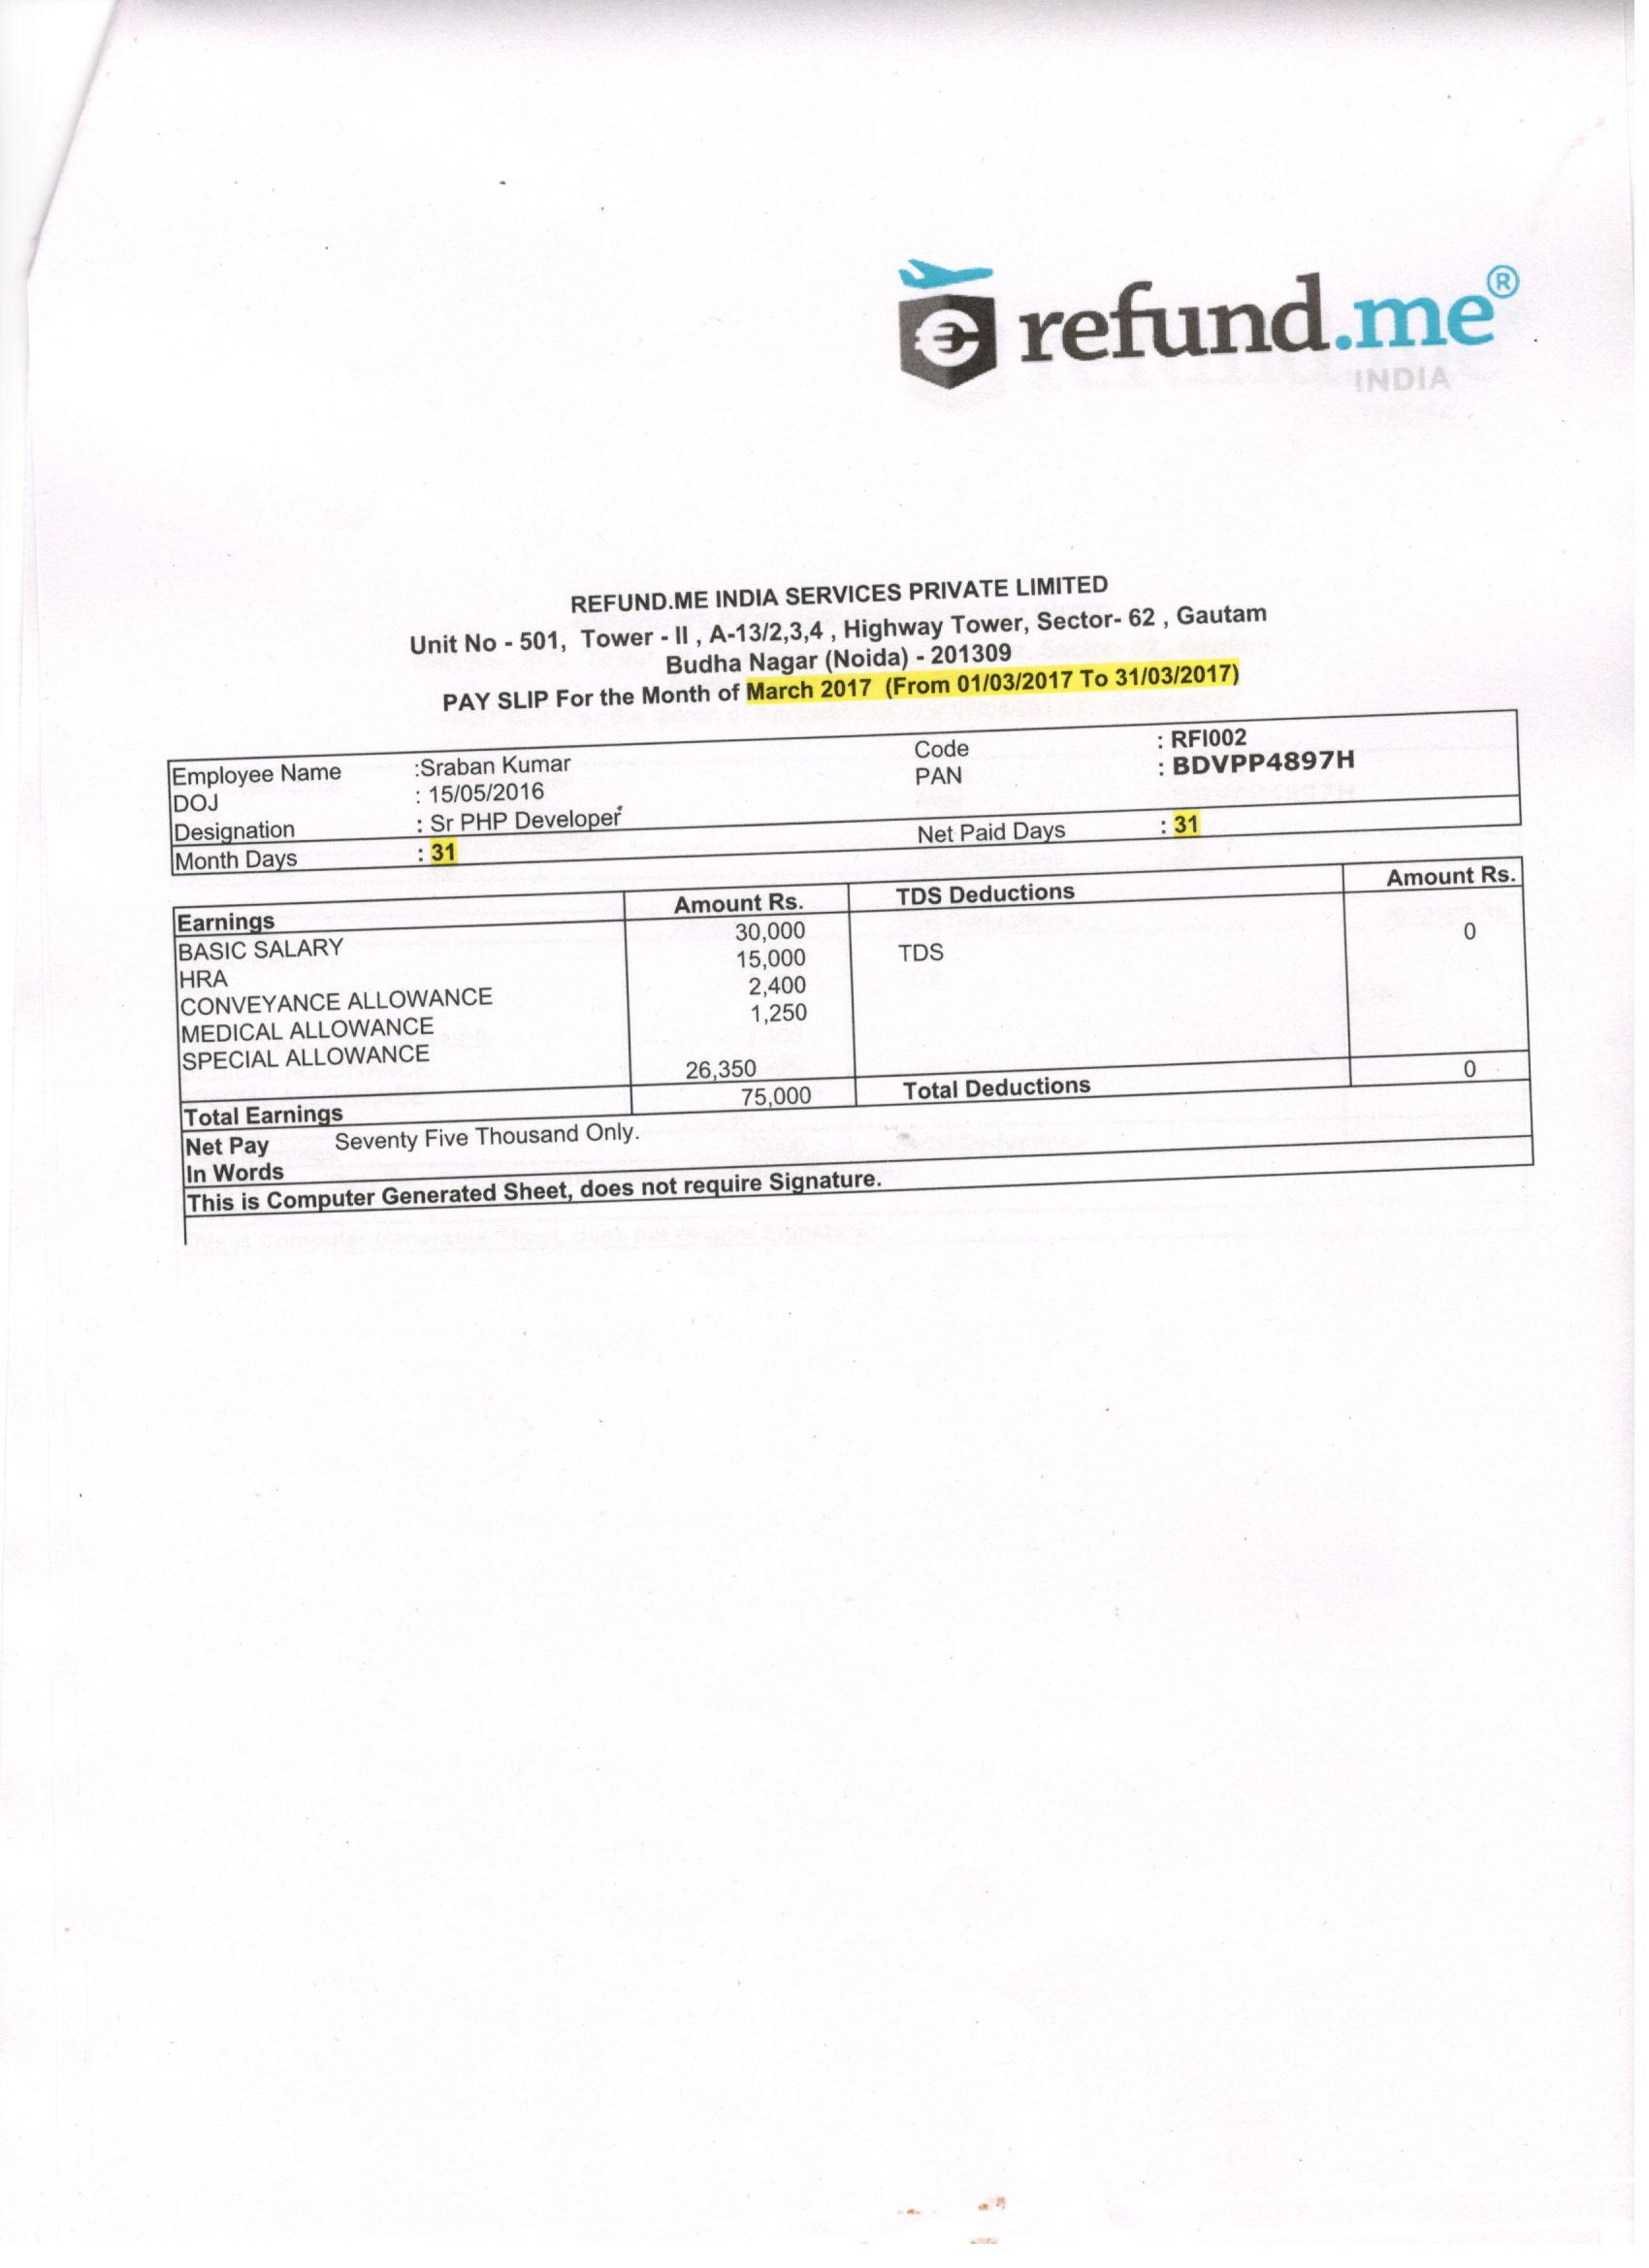 refund.me®
INDIA
REFUND.ME INDIA SERVICES PRIVATE LIMITED
Unit No - 501, Tower - II , A-13/2,3,4 , Highway Tower, Sector- 62 , Gautam
Budha Nagar (Noida) - 201309
PAY SLIP For the Month of March 2017 (From 01/03/2017 To 31/03/2017)
Employee Name :Sraban Kumar Code : RFI002
DOJ : 15/05/2016 PAN : BDVPP4897H
Designation : Sr PHP Developer
Month Days : 31 Net Paid Days : 31
Earnings Amount Rs. TDS Deductions Amount Rs.
BASIC SALARY 30,000 TDS 0
HRA 15,000
CONVEYANCE ALLOWANCE 2,400
MEDICAL ALLOWANCE 1,250
SPECIAL ALLOWANCE 26,350
Total Earnings 75,000 Total Deductions 0
Net Pay Seventy Five Thousand Only.
In Words
This is Computer Generated Sheet, does not require Signature.